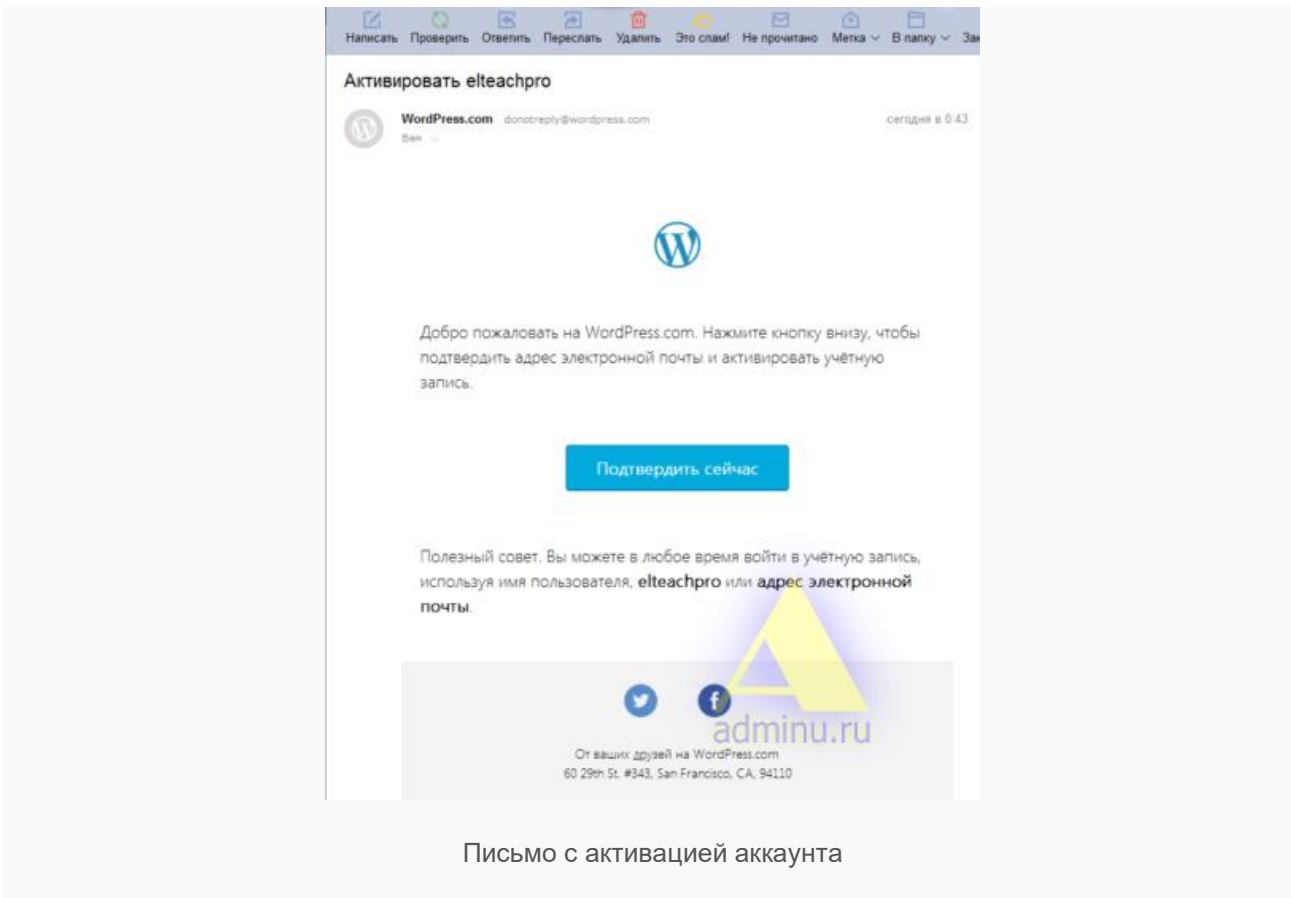 Написать Проверить Ответить Переслать Удалить Это спам! Не прочитано Метка В папку Зак
Активировать elteachpro
WordPress.com donotreply@wordpress.com сегодня в 0:43
Вам
Добро пожаловать на WordPress.com. Нажмите кнопку внизу, чтобы
подтвердить адрес электронной почты и активировать учётную
запись.
Подтвердить сейчас
Полезный совет. Вы можете в любое время войти в учётную запись,
используя имя пользователя, elteachpro или адрес электронной
почты.
adminu.ru
От ваших друзей на WordPress.com
60 29th St. #343, San Francisco, CA, 94110
Письмо с активацией аккаунта